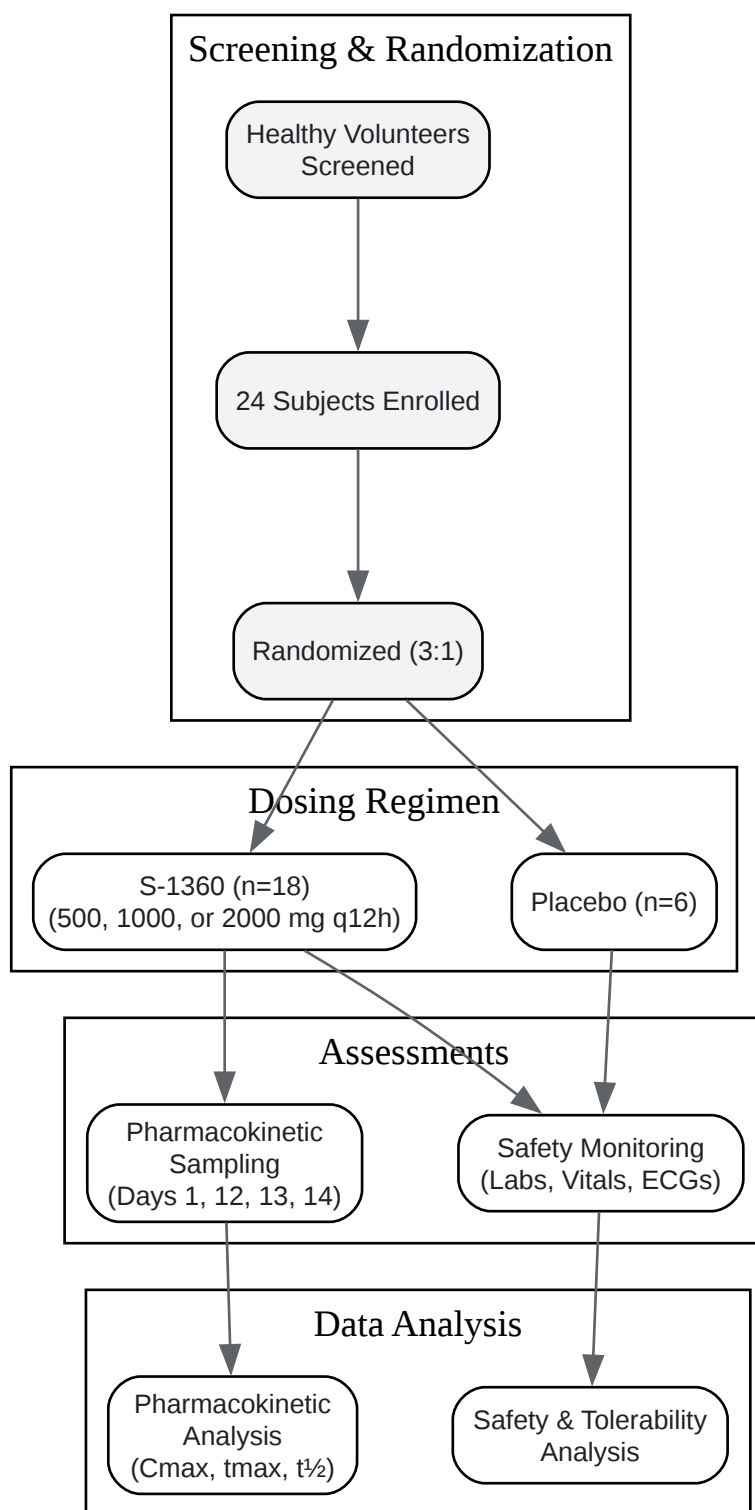 Screening & Randomization
Healthy Volunteers
Screened
24 Subjects Enrolled
Randomized (3:1)
Dosing Regimen
S-1360 (n=18)
(500, 1000, or 2000 mg q12h)
Placebo (n=6)
Assessments
Pharmacokinetic
Sampling
(Days 1, 12, 13, 14)
Safety Monitoring
(Labs, Vitals, ECGs)
Data Analysis
Pharmacokinetic
Analysis
(Cmax, tmax, t½)
Safety & Tolerability
Analysis